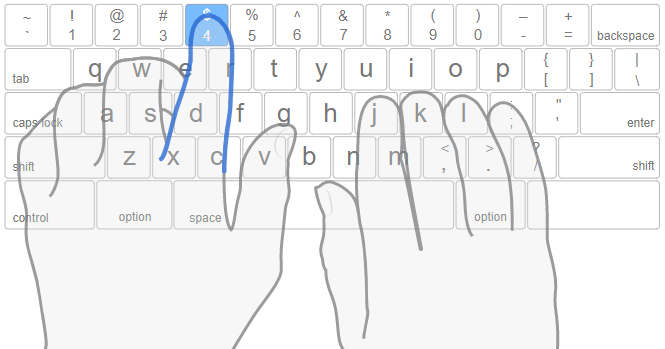 ~ ! @ # $ % ^ & * ( ) – +
` 1 2 3 4 5 6 7 8 9 0 - = backspace
tab q w e r t y u i o p { } |
[ ] \
caps lock a s d f g h j k l : "
; ' enter
shift z x c v b n m < > ?
, . / shift
control option space option